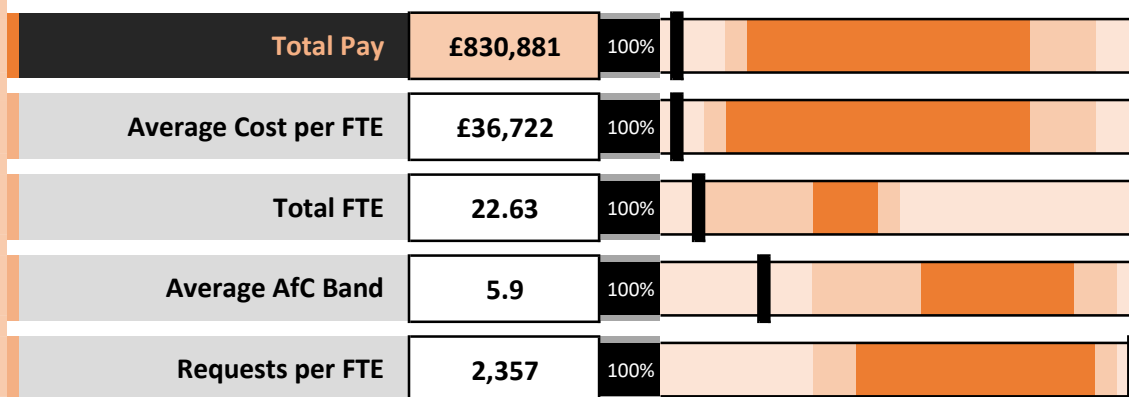 Total Pay £830,881 100%
Average Cost per FTE £36,722 100%
Total FTE 22.63 100%
Average AfC Band 5.9 100%
Requests per FTE 2,357 100%